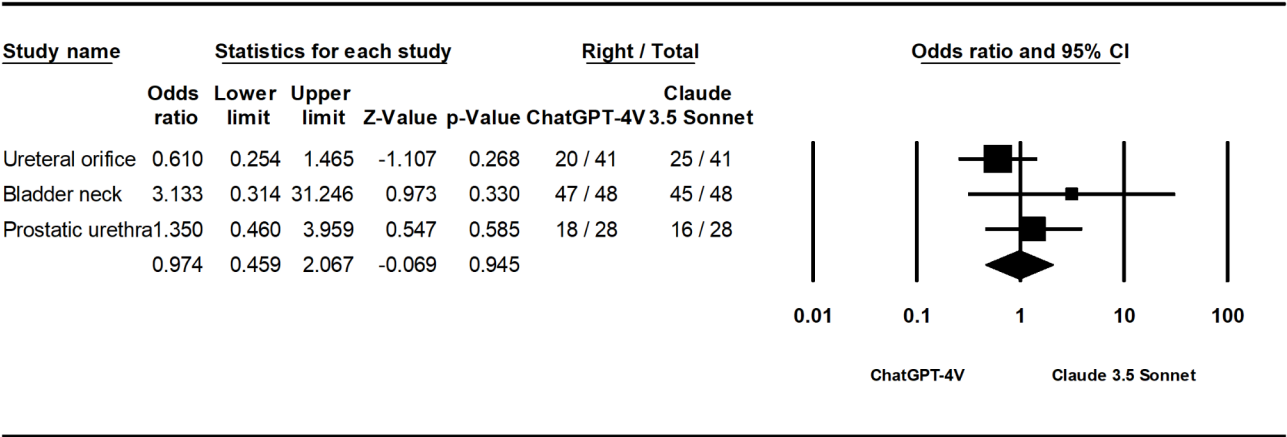 Study name Statistics for each study Right / Total Odds ratio and 95% CI
Odds Lower Upper Claude
ratio limit limit Z-Value p-Value ChatGPT-4V 3.5 Sonnet
Ureteral orifice 0.610 0.254 1.465 -1.107 0.268 20 / 41 25 / 41
Bladder neck 3.133 0.314 31.246 0.973 0.330 47 / 48 45 / 48
Prostatic urethra 1.350 0.460 3.959 0.547 0.585 18 / 28 16 / 28
0.974 0.459 2.067 -0.069 0.945
0.01 0.1 1 10 100
ChatGPT-4V Claude 3.5 Sonnet